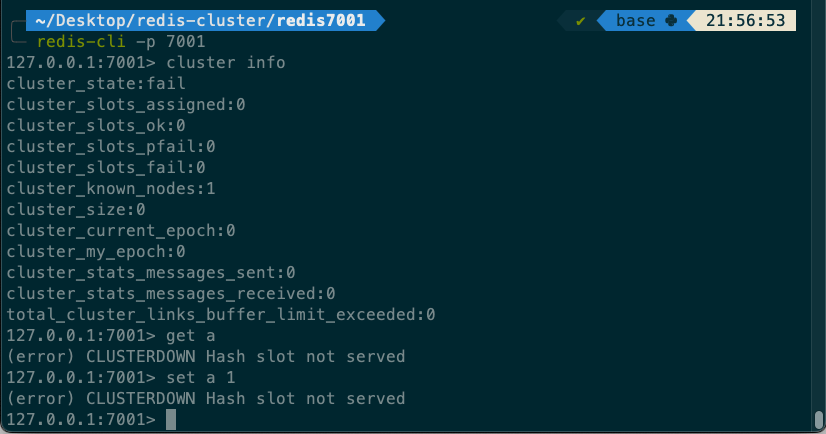 ~/Desktop/redis-cluster/redis7001 ✔ base 21:56:53
redis-cli -p 7001
127.0.0.1:7001> cluster info
cluster_state:fail
cluster_slots_assigned:0
cluster_slots_ok:0
cluster_slots_pfail:0
cluster_slots_fail:0
cluster_known_nodes:1
cluster_size:0
cluster_current_epoch:0
cluster_my_epoch:0
cluster_stats_messages_sent:0
cluster_stats_messages_received:0
total_cluster_links_buffer_limit_exceeded:0
127.0.0.1:7001> get a
(error) CLUSTERDOWN Hash slot not served
127.0.0.1:7001> set a 1
(error) CLUSTERDOWN Hash slot not served
127.0.0.1:7001>